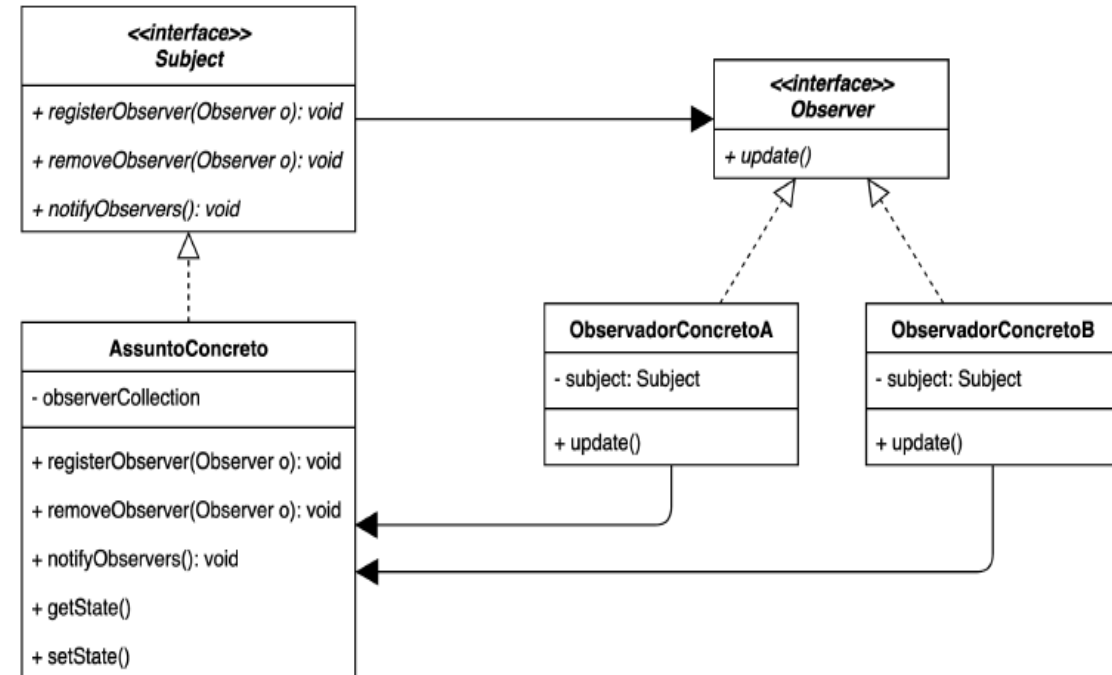 <<interface>>
Subject
+ registerObserver(Observer o): void
+ removeObserver(Observer o): void
+ notifyObservers(): void
<<interface>>
Observer
+ update()
AssuntoConcreto
- observerCollection
+ registerObserver(Observer o): void
+ removeObserver(Observer o): void
+ notifyObservers(): void
+ getState()
+ setState()
ObservadorConcretoA
- subject: Subject
+ update()
ObservadorConcretoB
- subject: Subject
+ update()